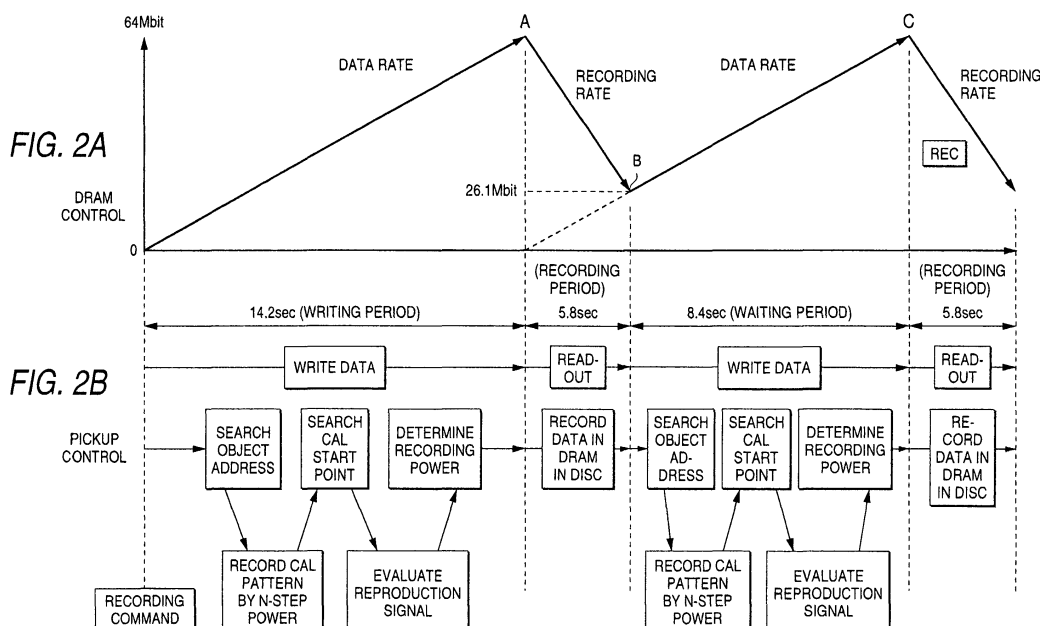 64Mbit
A
C
DATA RATE
RECORDING
RATE
DATA RATE
RECORDING
RATE
FIG. 2A
REC
B
26.1Mbit
DRAM
CONTROL
0
(RECORDING
PERIOD)
(RECORDING
PERIOD)
14.2sec (WRITING PERIOD)
5.8sec
8.4sec (WAITING PERIOD)
5.8sec
FIG. 2B
WRITE DATA
READ-
OUT
WRITE DATA
READ-
OUT
PICKUP
CONTROL
SEARCH
OBJECT
ADDRESS
SEARCH
CAL
START
POINT
DETERMINE
RECORDING
POWER
RECORD
DATA IN
DRAM
IN DISC
SEARCH
OBJECT
AD-
DRESS
SEARCH
CAL
START
POINT
DETERMINE
RECORDING
POWER
RE-
CORD
DATA IN
DRAM
IN DISC
RECORDING
COMMAND
RECORD CAL
PATTERN
BY N-STEP
POWER
EVALUATE
REPRODUCTION
SIGNAL
RECORD CAL
PATTERN
BY N-STEP
POWER
EVALUATE
REPRODUCTION
SIGNAL